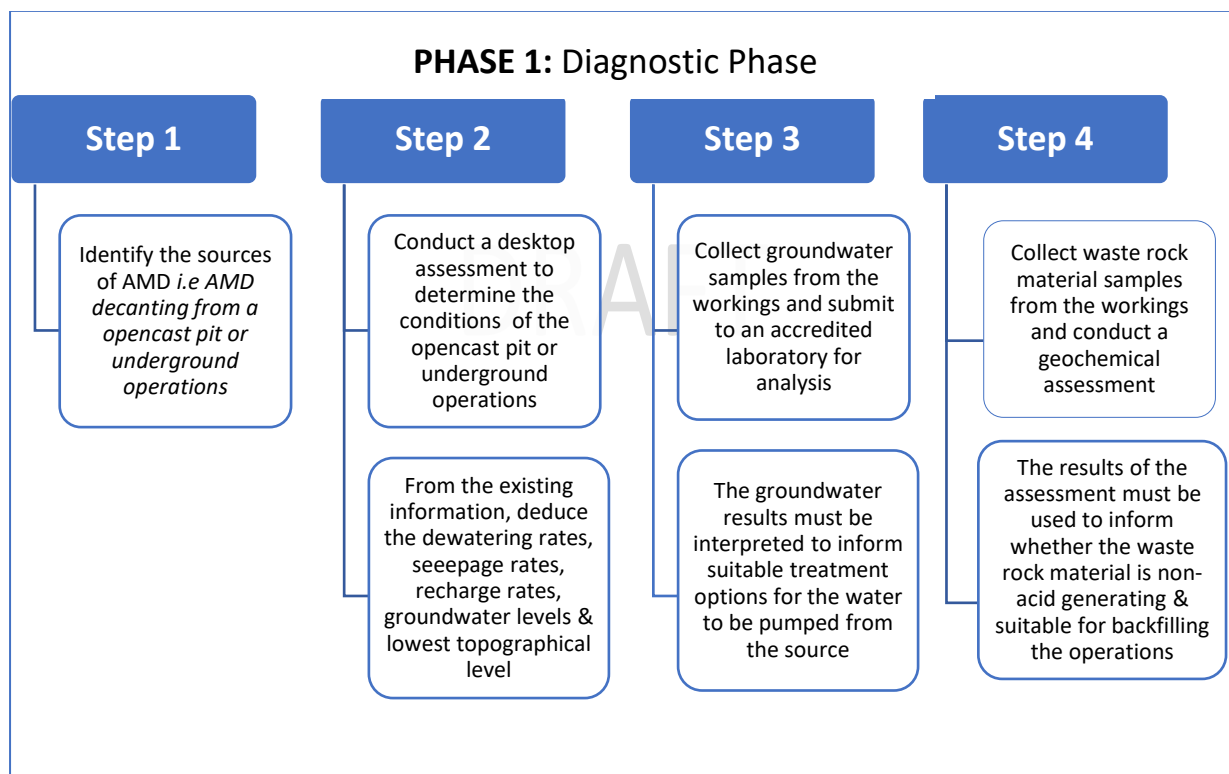 PHASE 1: Diagnostic Phase
Step 1
Identify the sources
of AMD i.e AMD
decanting from a
opencast pit or
underground
operations
Step 2
Conduct a desktop
assessment to
determine the
conditions of the
opencast pit or
underground
operations
From the existing
information, deduce
the dewatering rates,
seeepage rates,
recharge rates,
groundwater levels &
lowest topographical
level
Step 3
Collect groundwater
samples from the
workings and submit
to an accredited
laboratory for
analysis
The groundwater
results must be
interpreted to inform
suitable treatment
options for the water
to be pumped from
the source
Step 4
Collect waste rock
material samples
from the workings
and conduct a
geochemical
assessment
The results of the
assessment must be
used to inform
whether the waste
rock material is non-
acid generating &
suitable for backfilling
the operations